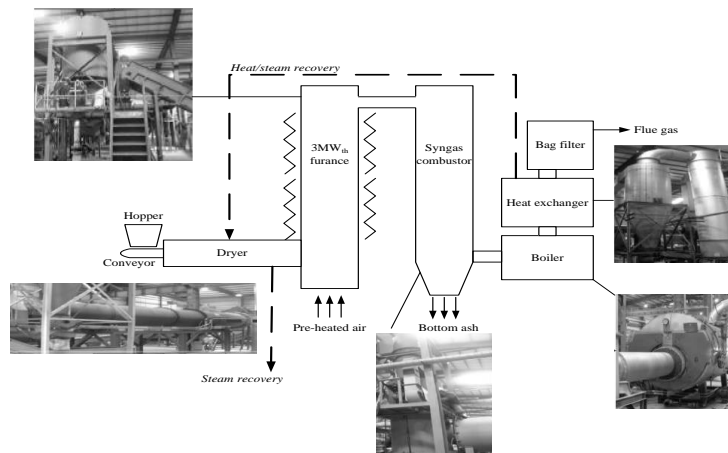 Heat/steam recovery
3MWth
furance
Syngas
combustor
Bag filter
Flue gas
Heat exchanger
Boiler
Hopper
Conveyor
Dryer
Pre-heated air
Bottom ash
Steam recovery